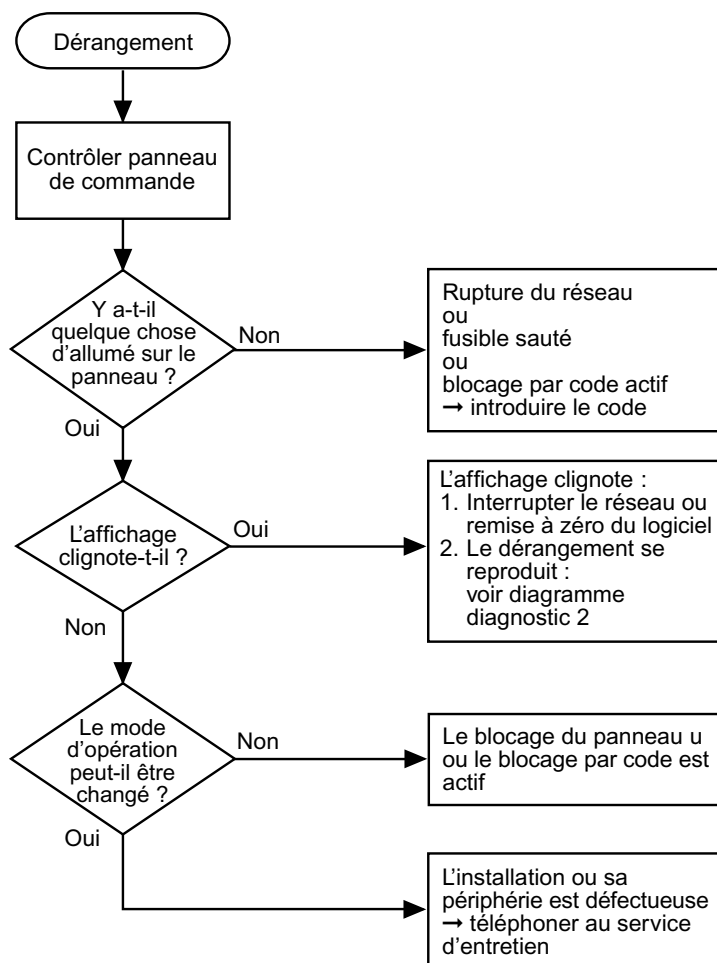 Dérangement
Contrôler panneau
de commande
Y a-t-il
quelque chose
d'allumé sur le
panneau ?
Non
Rupture du réseau
ou
fusible sauté
ou
blocage par code actif
→ introduire le code
Oui
L'affichage
clignote-t-il ?
Oui
L'affichage clignote :
1. Interrupter le réseau ou
remise à zéro du logiciel
2. Le dérangement se
reproduit :
voir diagramme
diagnostic 2
Non
Le mode
d'opération
peut-il être
changé ?
Non
Le blocage du panneau u
ou le blocage par code est
actif
Oui
L'installation ou sa
périphérie est défectueuse
→ téléphoner au service
d'entretien